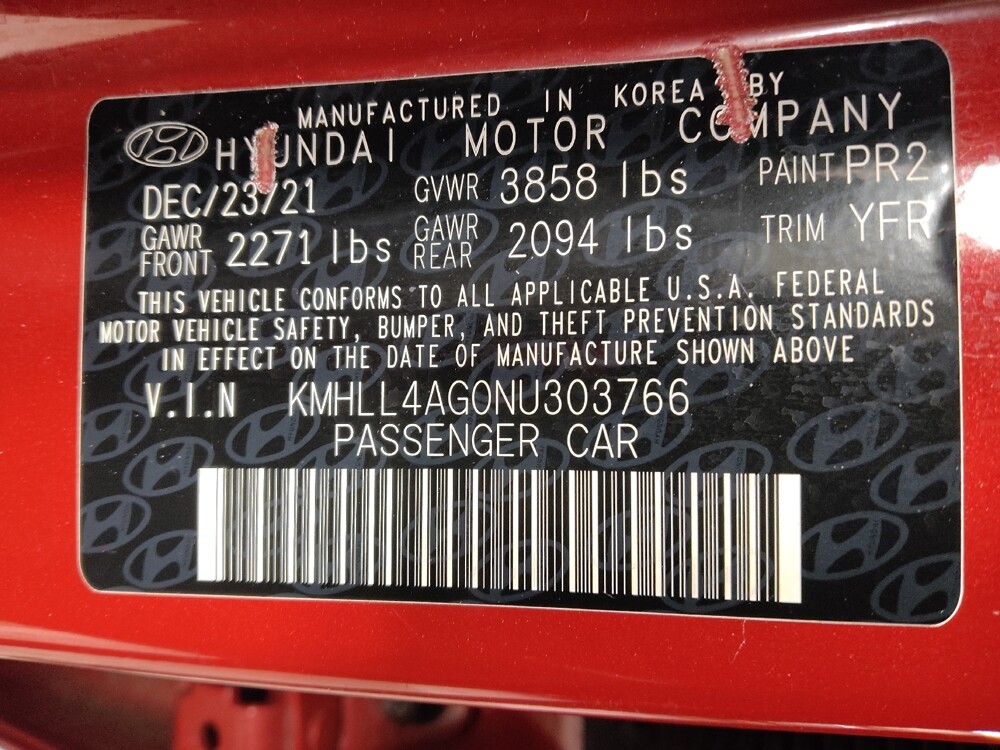 MANUFACTURED IN KOREA BY
HYUNDAI MOTOR COMPANY
DEC/23/21 GVWR 3858 lbs PAINT PR2
GAWR FRONT 2271 lbs GAWR REAR 2094 lbs TRIM YFR
THIS VEHICLE CONFORMS TO ALL APPLICABLE U.S.A. FEDERAL
MOTOR VEHICLE SAFETY, BUMPER, AND THEFT PREVENTION STANDARDS
IN EFFECT ON THE DATE OF MANUFACTURE SHOWN ABOVE
V.I.N KMHLL4AG0NU303766
PASSENGER CAR